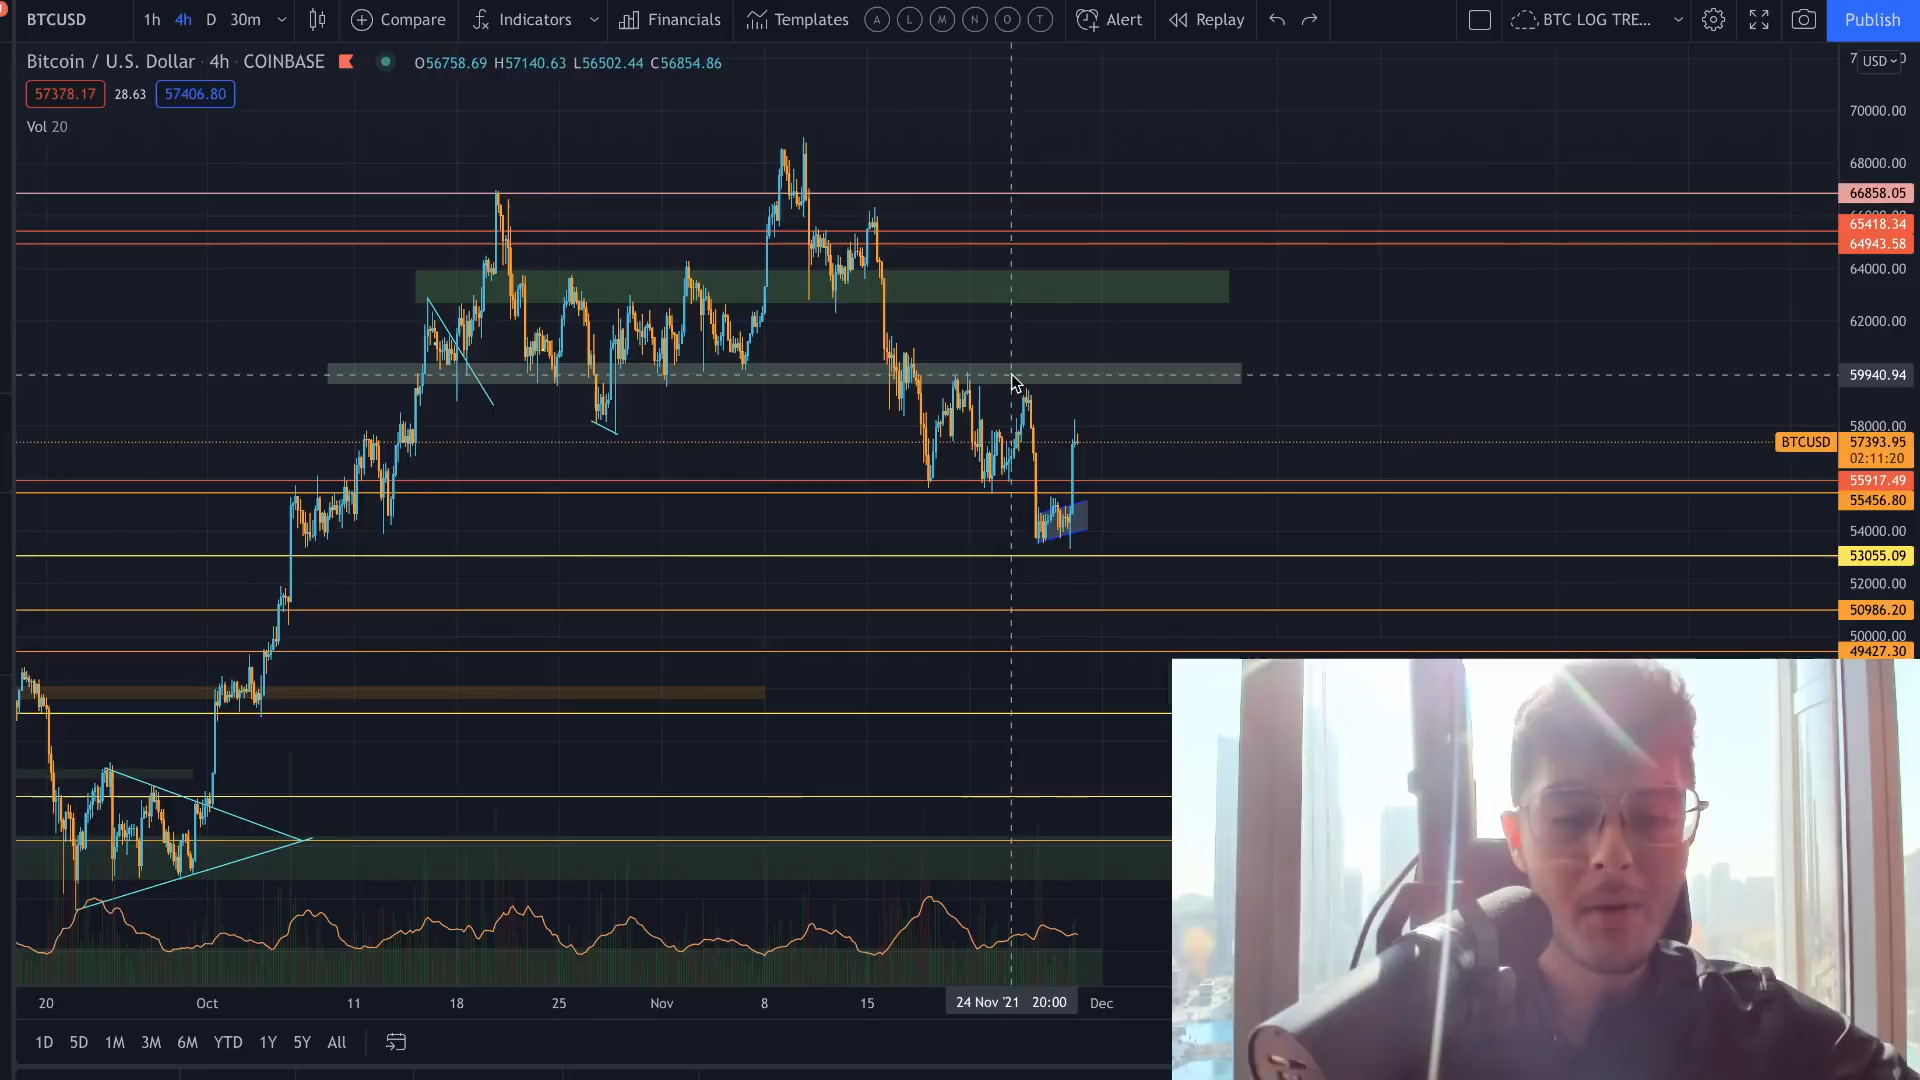 BTCUSD 1h 4h D 30m Compare Indicators Financials Templates A L M N O T Alert Replay BTC LOG TRE... Publish
Bitcoin / U.S. Dollar · 4h · COINBASE O56758.69 H57140.63 L56502.44 C56854.86
USD
57378.17 28.63 57406.80
Vol 20
70000.00
68000.00
66858.05
65418.34
64943.58
64000.00
62000.00
59940.94
58000.00
BTCUSD 57393.95
02:11:20
55917.49
55456.80
54000.00
53055.09
52000.00
50986.20
50000.00
49427.30
20 Oct 11 18 25 Nov 8 15 24 Nov '21 20:00 Dec
1D 5D 1M 3M 6M YTD 1Y 5Y All